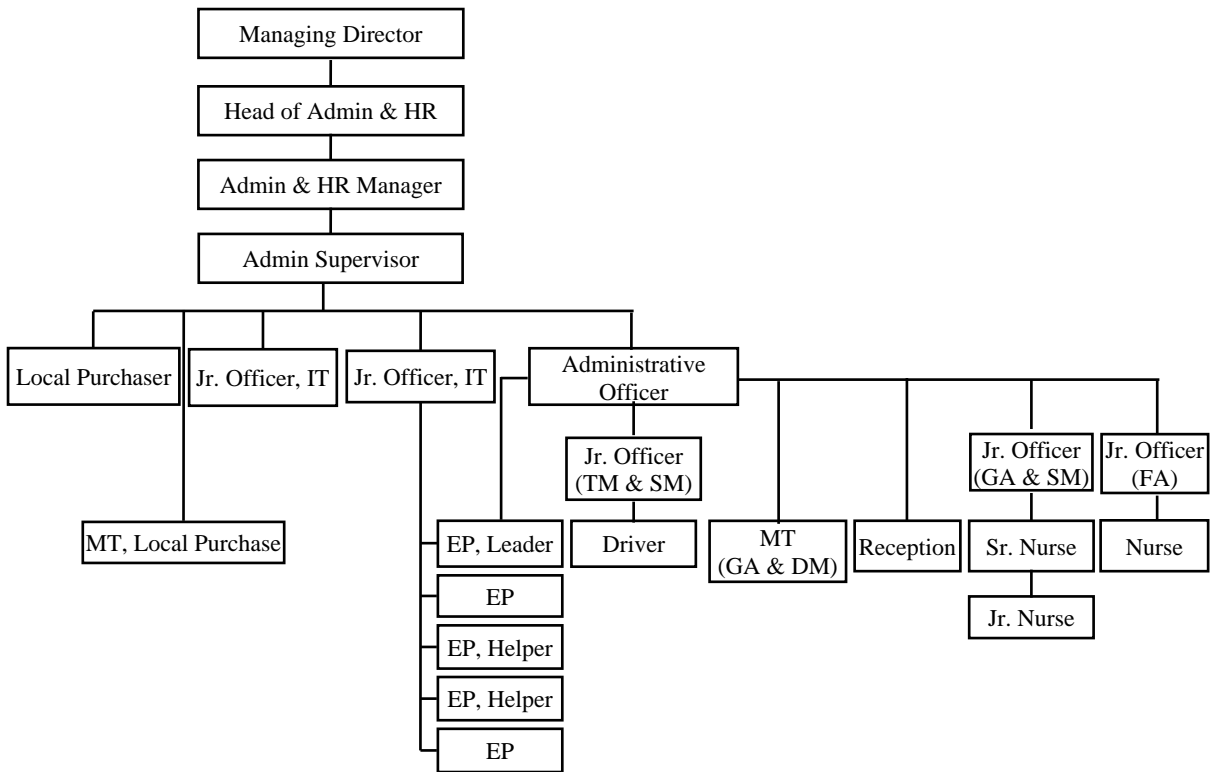 Managing Director
Head of Admin & HR
Admin & HR Manager
Admin Supervisor
Local Purchaser
Jr. Officer, IT
Jr. Officer, IT
Administrative
Officer
Jr. Officer
(TM & SM)
Jr. Officer
(GA & SM)
Jr. Officer
(FA)
MT, Local Purchase
EP, Leader
Driver
MT
(GA & DM)
Reception
Sr. Nurse
Nurse
EP
Jr. Nurse
EP, Helper
EP, Helper
EP